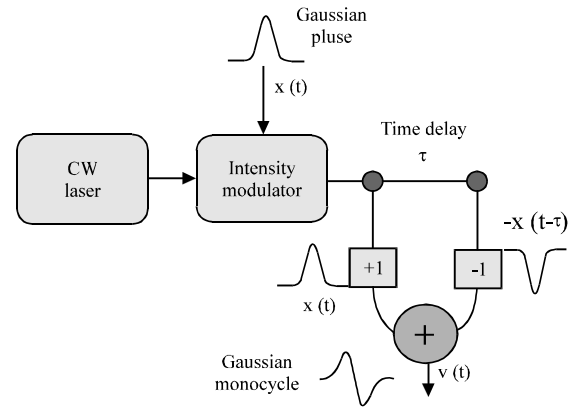 Gaussian
pluse
x (t)
CW
laser
Intensity
modulator
Time delay
τ
-x (t-τ)
+1
-1
x (t)
+
v (t)
Gaussian
monocycle